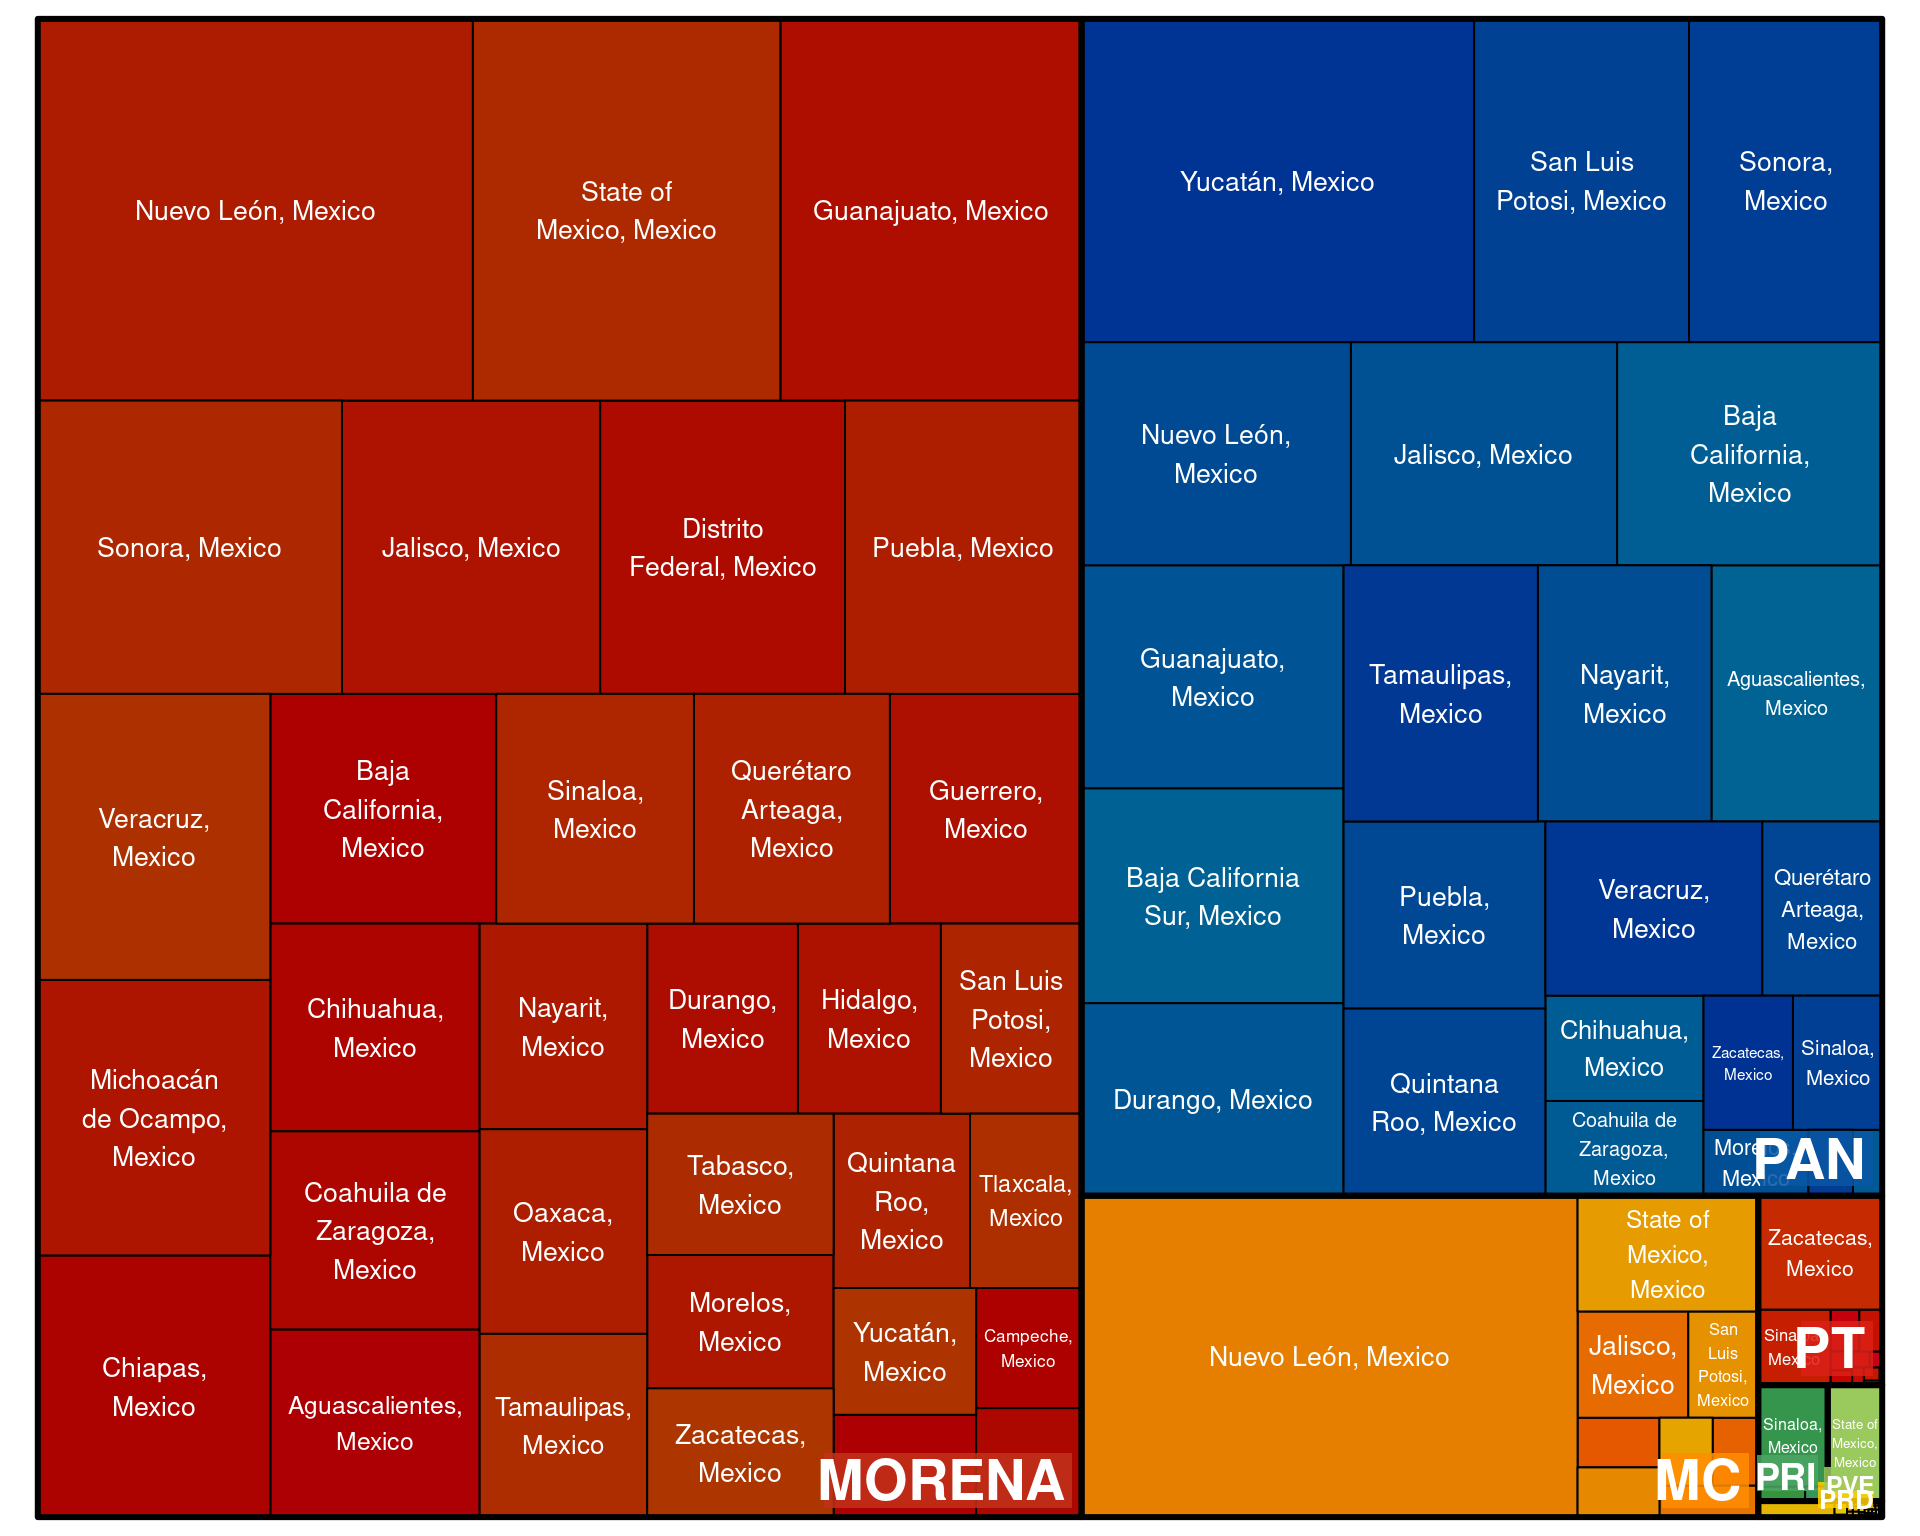 Nuevo León, Mexico
State of
Mexico, Mexico
Guanajuato, Mexico
Sonora, Mexico
Jalisco, Mexico
Distrito
Federal, Mexico
Puebla, Mexico
Veracruz,
Mexico
Baja
California,
Mexico
Sinaloa,
Mexico
Querétaro
Arteaga,
Mexico
Guerrero,
Mexico
Michoacán
de Ocampo,
Mexico
Chihuahua,
Mexico
Nayarit,
Mexico
Durango,
Mexico
Hidalgo,
Mexico
San Luis
Potosi,
Mexico
Chiapas,
Mexico
Coahuila de
Zaragoza,
Mexico
Oaxaca,
Mexico
Tabasco,
Mexico
Quintana
Roo,
Mexico
Tlaxcala,
Mexico
Aguascalientes,
Mexico
Tamaulipas,
Mexico
Morelos,
Mexico
Zacatecas,
Mexico
Yucatán,
Mexico
Campeche,
Mexico
MORENA
Yucatán, Mexico
San Luis
Potosi, Mexico
Sonora,
Mexico
Nuevo León,
Mexico
Jalisco, Mexico
Baja
California,
Mexico
Guanajuato,
Mexico
Tamaulipas,
Mexico
Nayarit,
Mexico
Aguascalientes,
Mexico
Baja California
Sur, Mexico
Puebla,
Mexico
Veracruz,
Mexico
Querétaro
Arteaga,
Mexico
Durango, Mexico
Quintana
Roo, Mexico
Chihuahua,
Mexico
Zacatecas,
Mexico
Sinaloa,
Mexico
Coahuila de
Zaragoza,
Mexico
Mexico
PAN
Nuevo León, Mexico
State of
Mexico,
Mexico
Jalisco,
Mexico
San
Luis
Potosi,
Mexico
MC
Zacatecas,
Mexico
Mexico
PT
Sinaloa,
Mexico
PRI
State of
Mexico,
Mexico
PVE
PRD